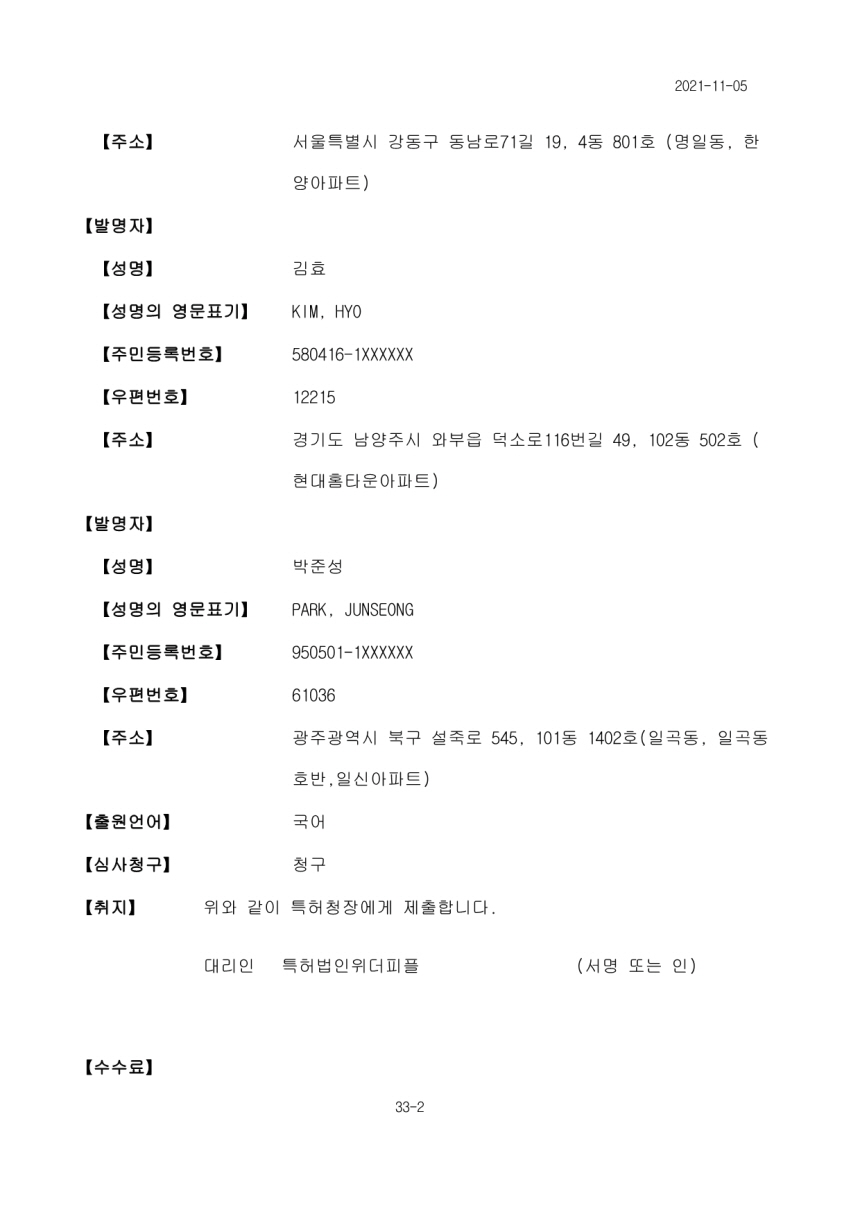 2021-11-05
【주소】 서울특별시 강동구 동남로71길 19, 4동 801호 (명일동, 한
양아파트)
【발명자】
【성명】 김효
【성명의 영문표기】 KIM, HYO
【주민등록번호】 580416-1XXXXXX
【우편번호】 12215
【주소】 경기도 남양주시 와부읍 덕소로116번길 49, 102동 502호 (
현대홈타운아파트)
【발명자】
【성명】 박준성
【성명의 영문표기】 PARK, JUNSEONG
【주민등록번호】 950501-1XXXXXX
【우편번호】 61036
【주소】 광주광역시 북구 설죽로 545, 101동 1402호(일곡동, 일곡동
호반,일신아파트)
【출원언어】 국어
【심사청구】 청구
【취지】 위와 같이 특허청장에게 제출합니다.
대리인 특허법인위더피플 (서명 또는 인)
【수수료】
33-2